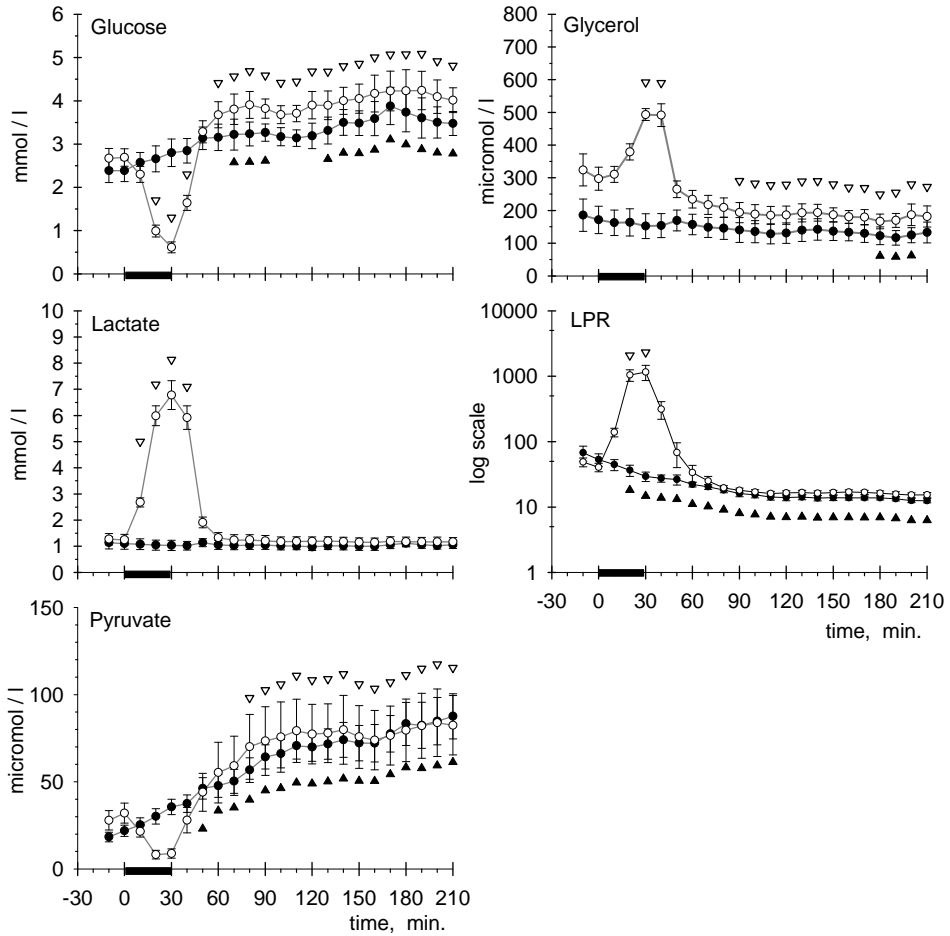 Glucose
mmol / l
6
5
4
3
2
1
0
Glycerol
micromol / l
800
700
600
500
400
300
200
100
0
Lactate
mmol / l
10
9
8
7
6
5
4
3
2
1
0
LPR
log scale
10000
1000
100
10
1
-30 0 30 60 90 120 150 180 210
time, min.
Pyruvate
micromol / l
150
100
50
0
-30 0 30 60 90 120 150 180 210
time, min.